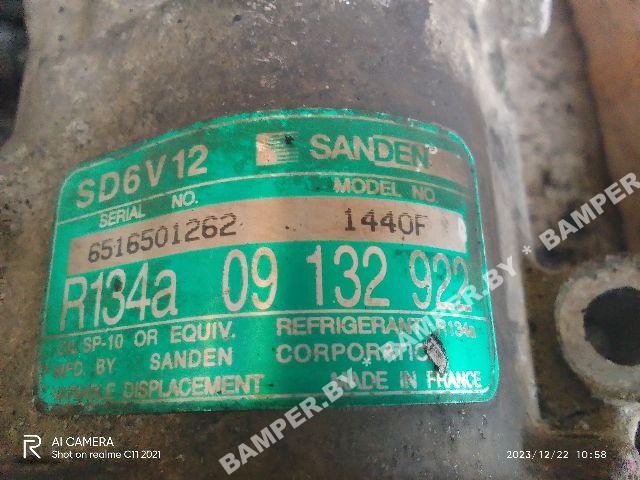 SD6V12 SANDEN
SERIAL NO. MODEL NO.
6516501262 1440F
R134a 09 132 922
OIL SP-10 OR EQUIV. REFRIGERANT R134a
MFD. BY SANDEN CORPORATION
VARIABLE DISPLACEMENT MADE IN FRANCE
BAMPER.BY * BAMPER.BY * BAMPER.BY
R AI CAMERA
Shot on realme C11 2021
2023/12/22 10:58